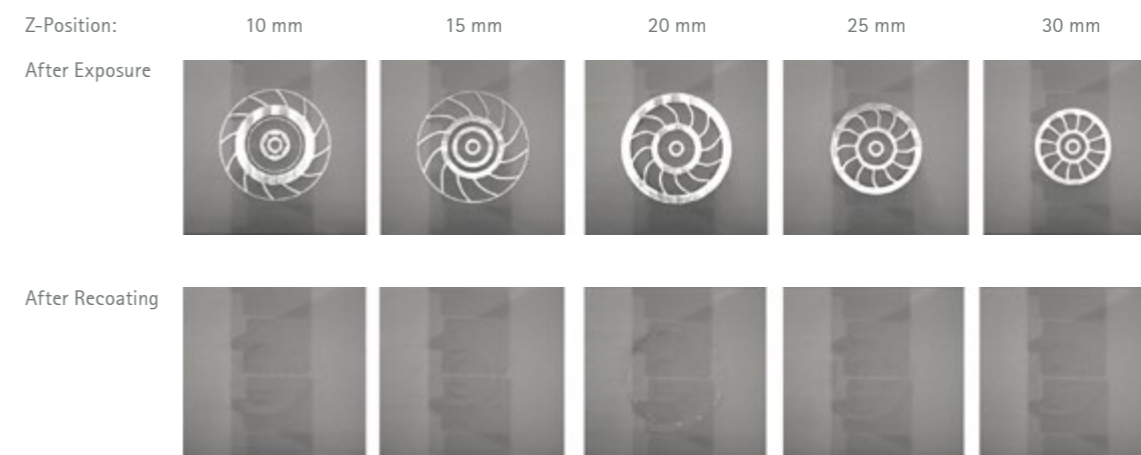 Z-Position:
10 mm
15 mm
20 mm
25 mm
30 mm
After Exposure
After Recoating